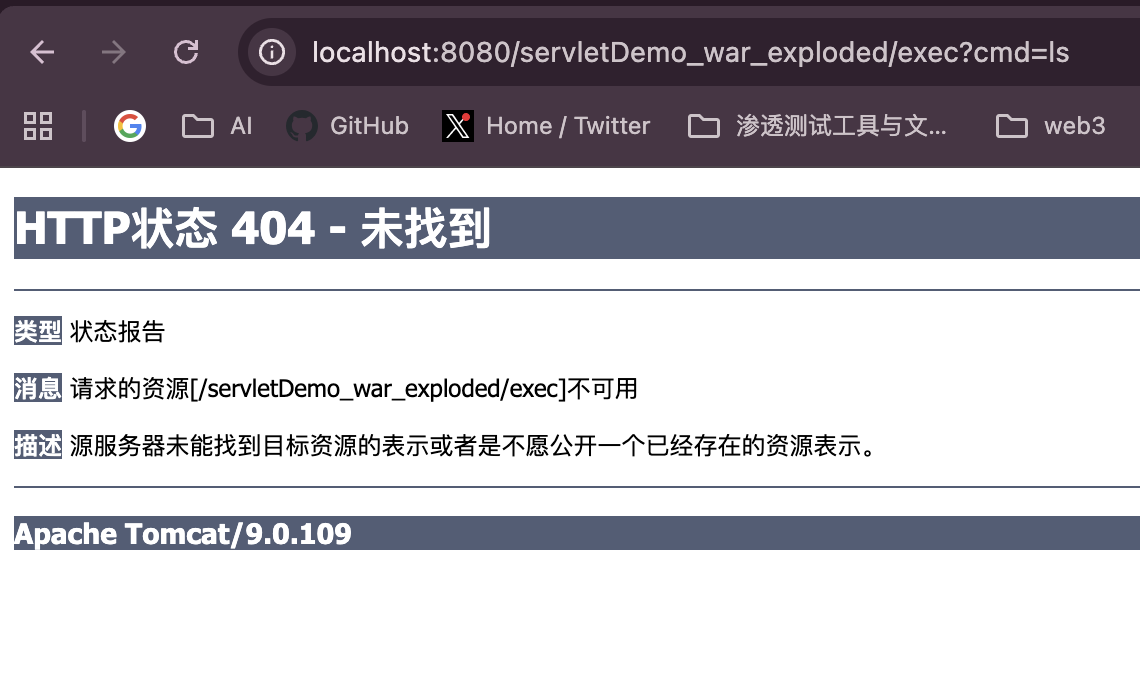 localhost:8080/servletDemo_war_exploded/exec?cmd=ls
AI GitHub Home / Twitter 渗透测试工具与文... web3
HTTP状态 404 - 未找到
类型 状态报告
消息 请求的资源[/servletDemo_war_exploded/exec]不可用
描述 源服务器未能找到目标资源的表示或者是不愿公开一个已经存在的资源表示。
Apache Tomcat/9.0.109